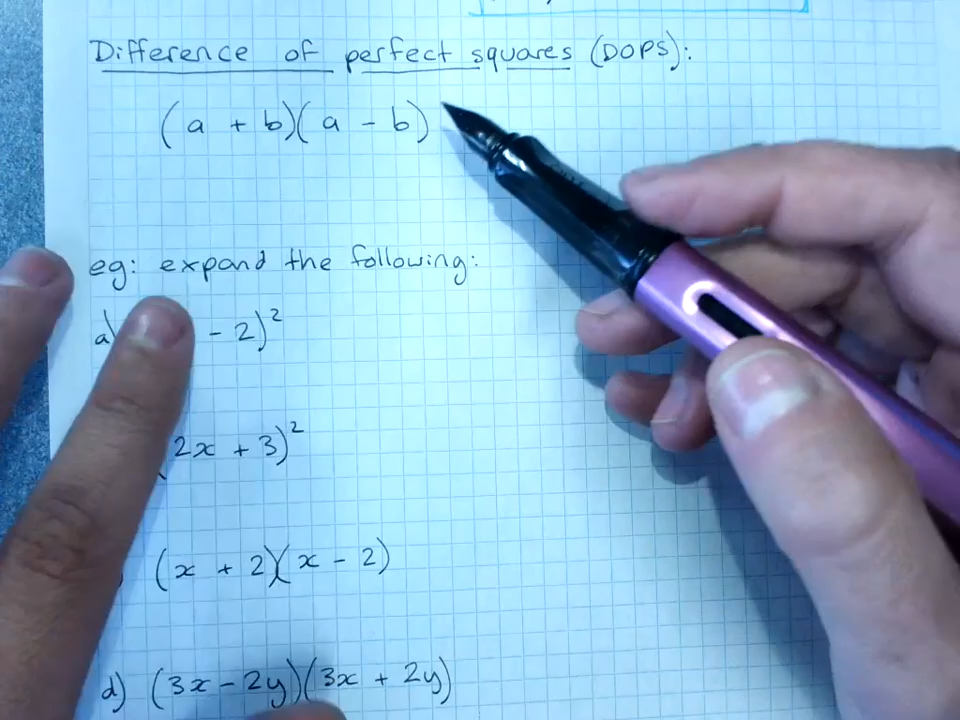 Difference of perfect squares (DOPS):
(a + b)(a - b)
eg: expand the following:
a) - 2)²
2x + 3)²
(x + 2)(x - 2)
d) (3x - 2y)(3x + 2y)